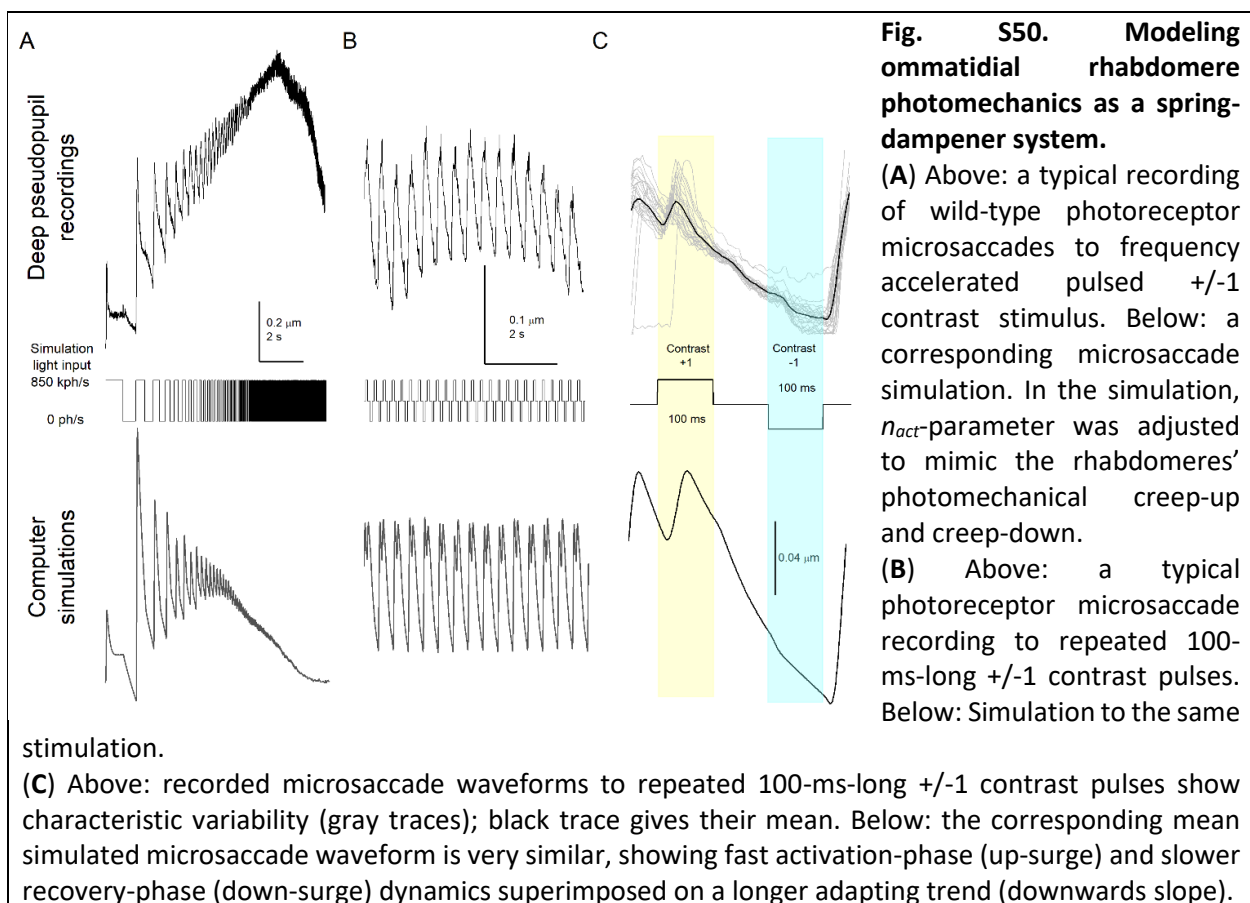 A
B
C
Deep pseudopupil
recordings
0.2 μm
2 s
0.1 μm
2 s
Simulation
light input
850 kph/s
0 ph/s
Contrast
+1
100 ms
Contrast
-1
100 ms
Computer
simulations
0.04 μm
Fig. S50. Modeling
ommatidial rhabdomere
photomechanics as a spring-
dampener system.
(A) Above: a typical recording
of wild-type photoreceptor
microsaccades to frequency
accelerated pulsed +/-1
contrast stimulus. Below: a
corresponding microsaccade
simulation. In the simulation,
nact-parameter was adjusted
to mimic the rhabdomeres’
photomechanical creep-up
and creep-down.
(B) Above: a typical
photoreceptor microsaccade
recording to repeated 100-
ms-long +/-1 contrast pulses.
Below: Simulation to the same
stimulation.
(C) Above: recorded microsaccade waveforms to repeated 100-ms-long +/-1 contrast pulses show
characteristic variability (gray traces); black trace gives their mean. Below: the corresponding mean
simulated microsaccade waveform is very similar, showing fast activation-phase (up-surge) and slower
recovery-phase (down-surge) dynamics superimposed on a longer adapting trend (downwards slope).